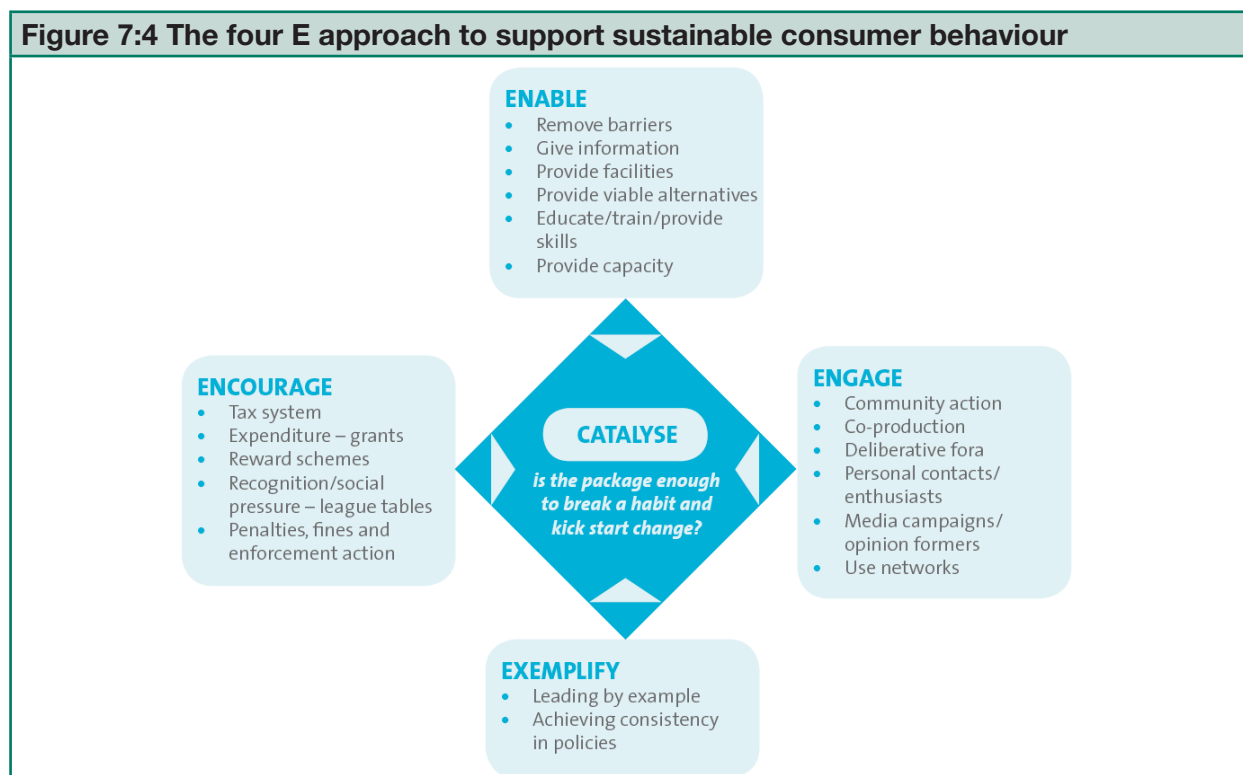 Figure 7:4 The four E approach to support sustainable consumer behaviour
ENABLE
• Remove barriers
• Give information
• Provide facilities
• Provide viable alternatives
• Educate/train/provide
skills
• Provide capacity
ENCOURAGE
• Tax system
• Expenditure – grants
• Reward schemes
• Recognition/social
pressure – league tables
• Penalties, fines and
enforcement action
CATALYSE
is the package enough
to break a habit and
kick start change?
ENGAGE
• Community action
• Co-production
• Deliberative fora
• Personal contacts/
enthusiasts
• Media campaigns/
opinion formers
• Use networks
EXEMPLIFY
• Leading by example
• Achieving consistency
in policies